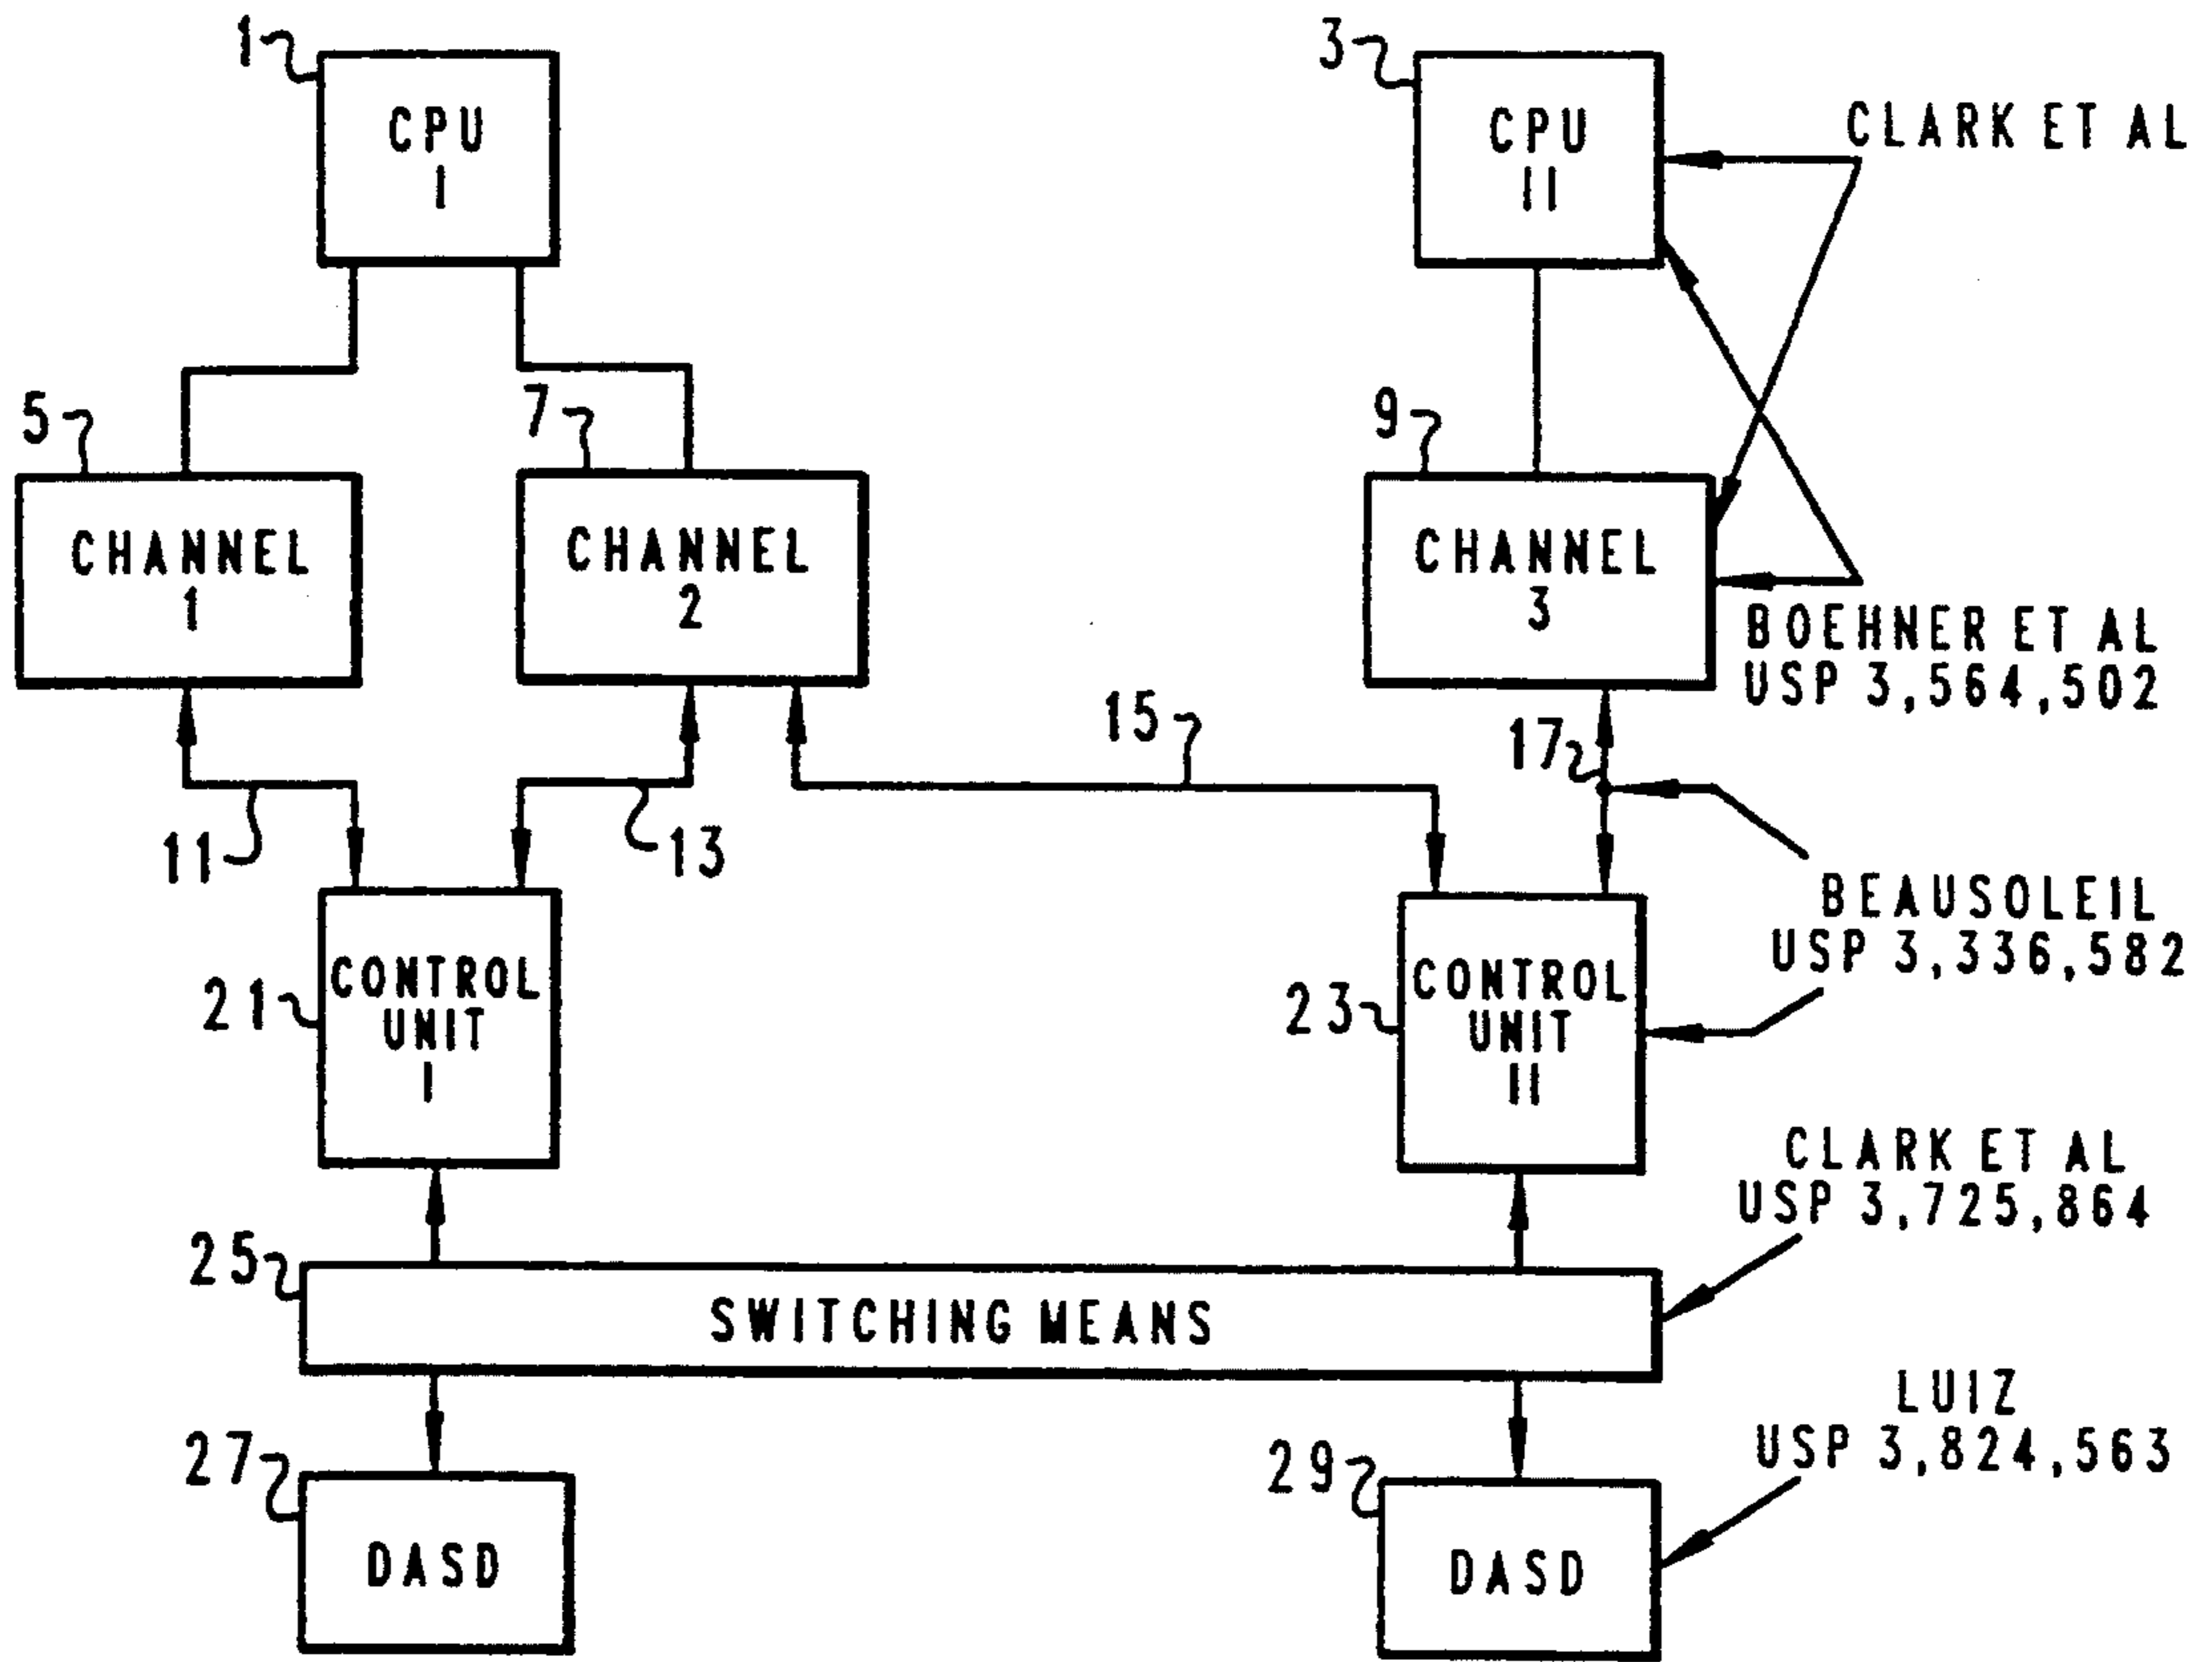 1
CPU
I
3
CPU
II
CLARK ET AL
5
CHANNEL
1
7
CHANNEL
2
9
CHANNEL
3
BOEHNER ET AL
USP 3,564,502
11
13
15
17
BEAUSOLEIL
USP 3,336,582
21
CONTROL
UNIT
I
23
CONTROL
UNIT
II
CLARK ET AL
USP 3,725,864
25
SWITCHING MEANS
LUIZ
USP 3,824,563
27
DASD
29
DASD